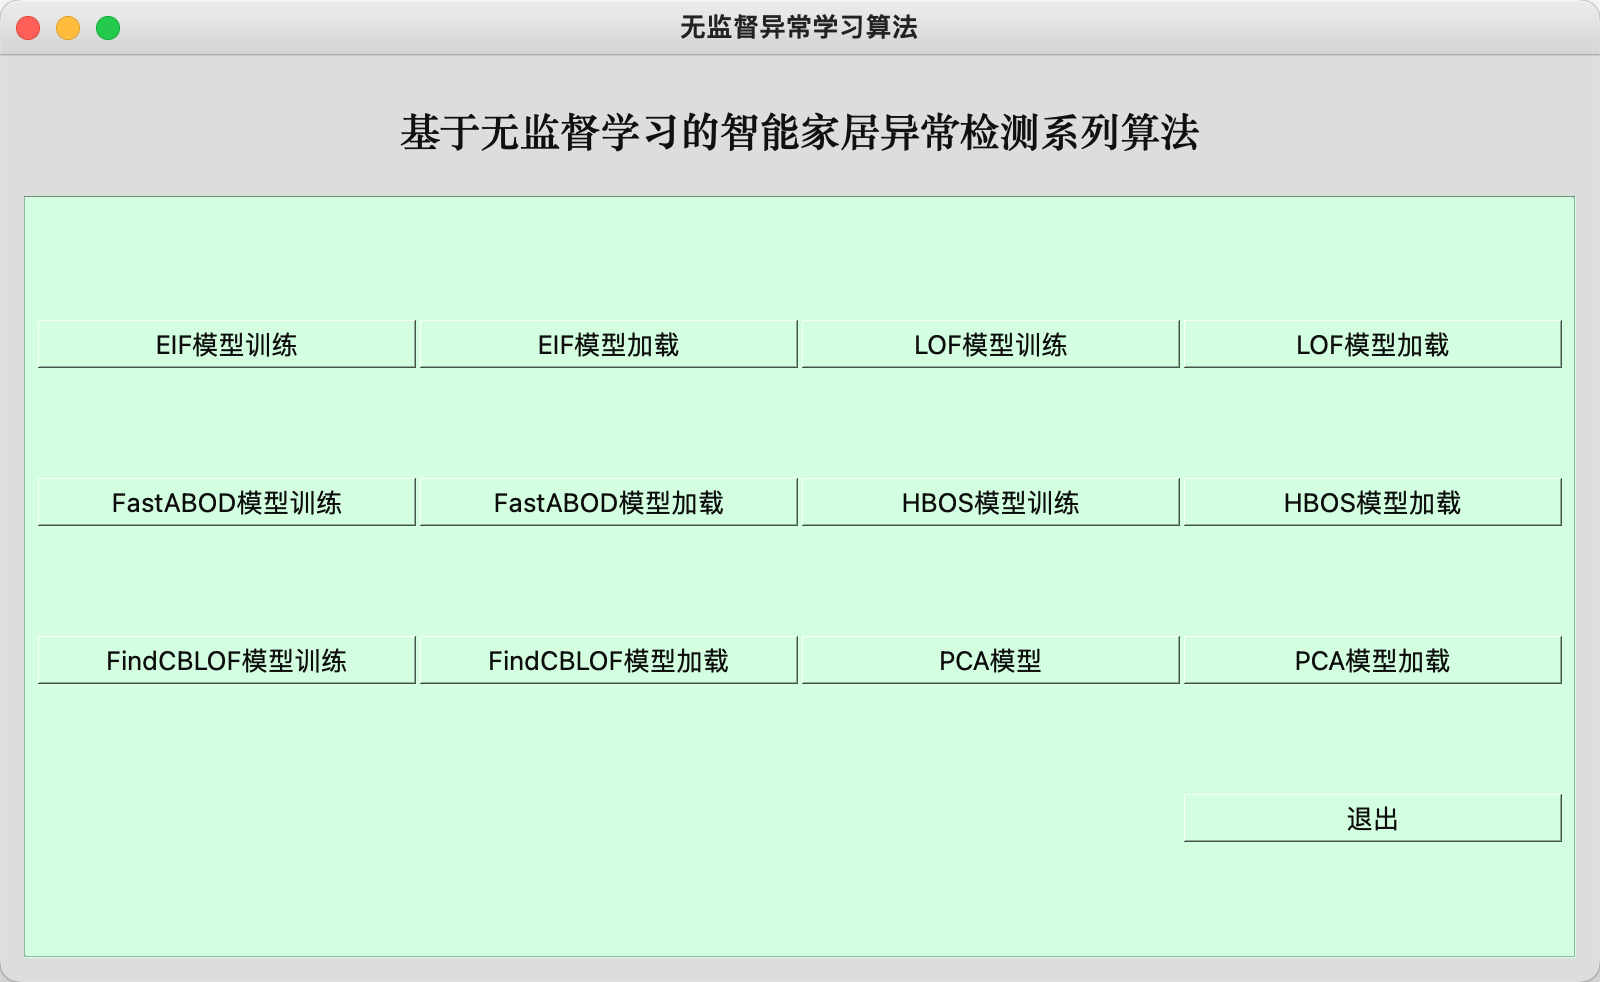 无监督异常学习算法
基于无监督学习的智能家居异常检测系列算法
EIF模型训练 EIF模型加载 LOF模型训练 LOF模型加载
FastABOD模型训练 FastABOD模型加载 HBOS模型训练 HBOS模型加载
FindCBLOF模型训练 FindCBLOF模型加载 PCA模型 PCA模型加载
退出